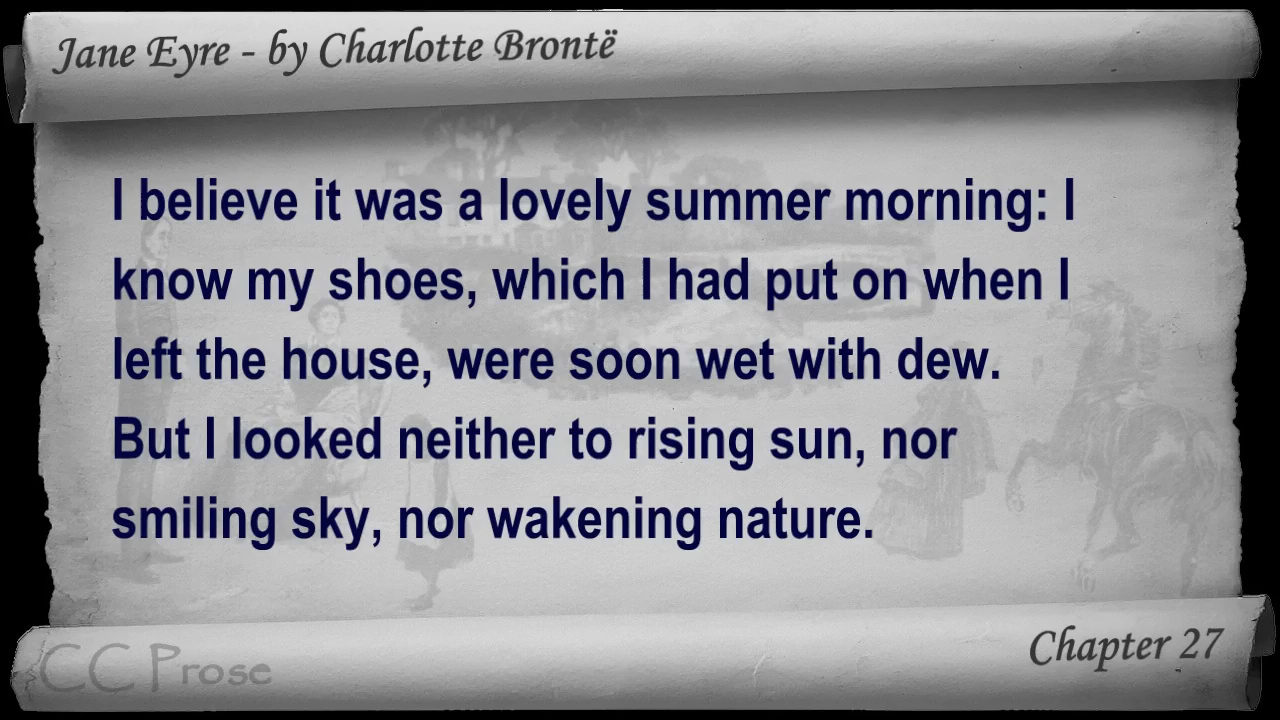 Jane Eyre - by Charlotte Brontë
I believe it was a lovely summer morning: I
know my shoes, which I had put on when I
left the house, were soon wet with dew.
But I looked neither to rising sun, nor
smiling sky, nor wakening nature.
Chapter 27
CC Prose